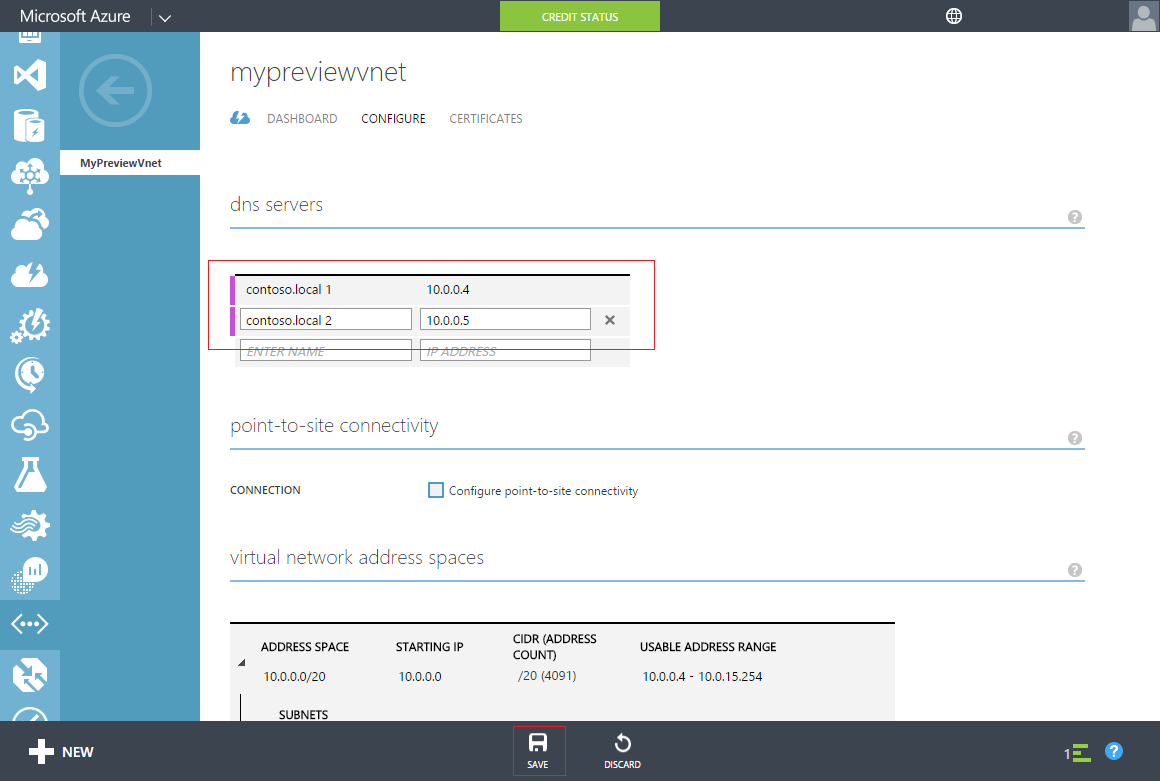 Microsoft Azure
CREDIT STATUS
MyPreviewVnet
mypreviewvnet
DASHBOARD CONFIGURE CERTIFICATES
dns servers
?
contoso.local 1 10.0.0.4
contoso.local 2 10.0.0.5
ENTER NAME IP ADDRESS
point-to-site connectivity
?
CONNECTION Configure point-to-site connectivity
virtual network address spaces
?
ADDRESS SPACE STARTING IP CIDR (ADDRESS COUNT) USABLE ADDRESS RANGE
10.0.0.0/20 10.0.0.0 /20 (4091) 10.0.0.4 - 10.0.15.254
SUBNETS
NEW SAVE DISCARD 1 ?